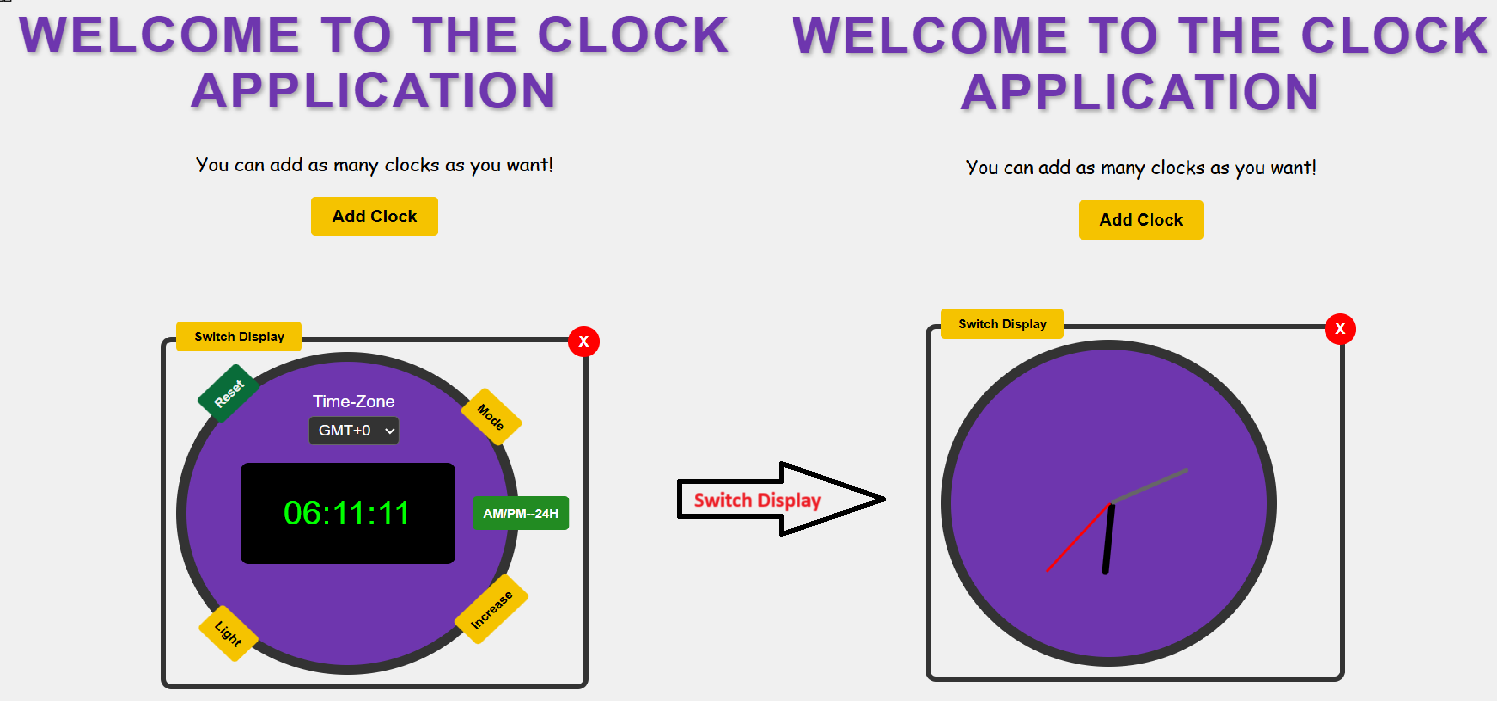 WELCOME TO THE CLOCK
APPLICATION
You can add as many clocks as you want!
Add Clock
Switch Display
X
Reset
Time-Zone
Mode
GMT+0
06:11:11
AM/PM--24H
Light
Increase
Switch Display
WELCOME TO THE CLOCK
APPLICATION
You can add as many clocks as you want!
Add Clock
Switch Display
X